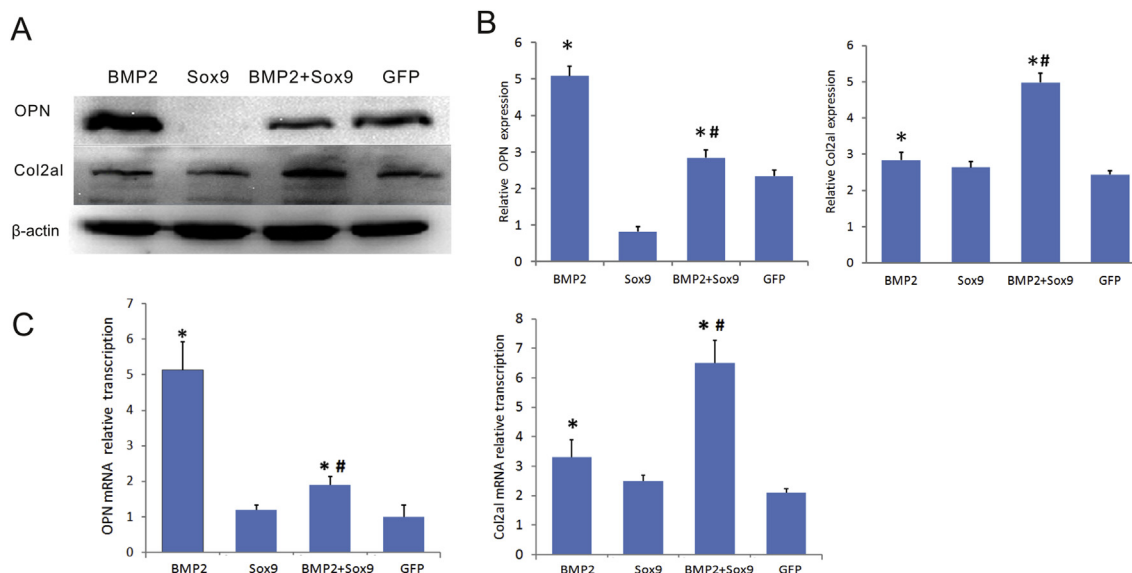 A
BMP2 Sox9 BMP2+Sox9 GFP
OPN
Col2al
β-actin
B
Relative OPN expression
6
5
4
3
2
1
0
*
*#
BMP2 Sox9 BMP2+Sox9 GFP
Relative Col2al expression
6
5
4
3
2
1
0
*
*#
BMP2 Sox9 BMP2+Sox9 GFP
C
OPN mRNA relative transcription
7
6
5
4
3
2
1
0
*
*#
BMP2 Sox9 BMP2+Sox9 GFP
Col2al mRNA relative transcription
8
7
6
5
4
3
2
1
0
*
*#
BMP2 Sox9 BMP2+Sox9 GFP